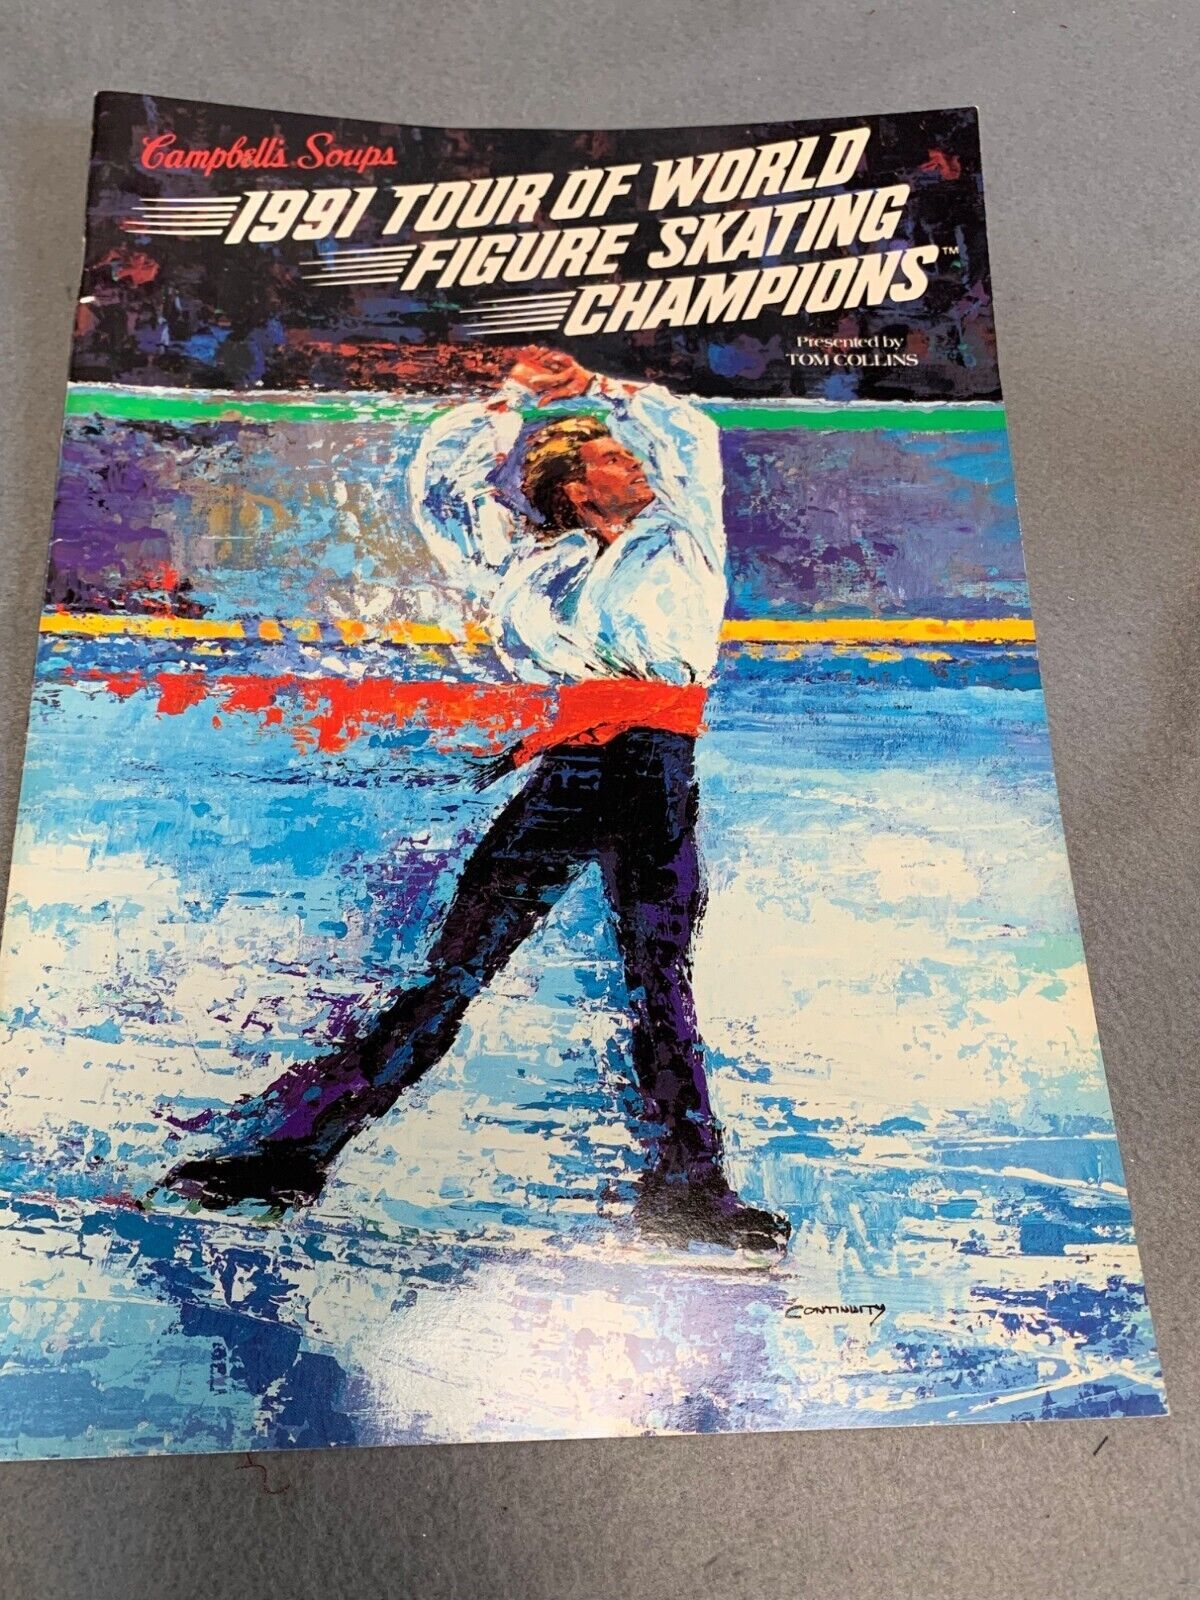 Campbell's Soups
1991 TOUR OF WORLD
FIGURE SKATING
CHAMPIONS™
Presented by
TOM COLLINS
CONTINUITY